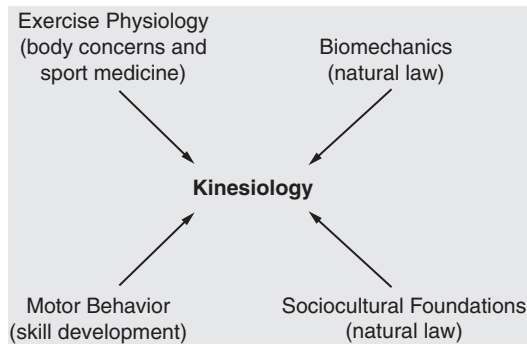 Exercise Physiology
(body concerns and
sport medicine)
Biomechanics
(natural law)
Kinesiology
Motor Behavior
(skill development)
Sociocultural Foundations
(natural law)